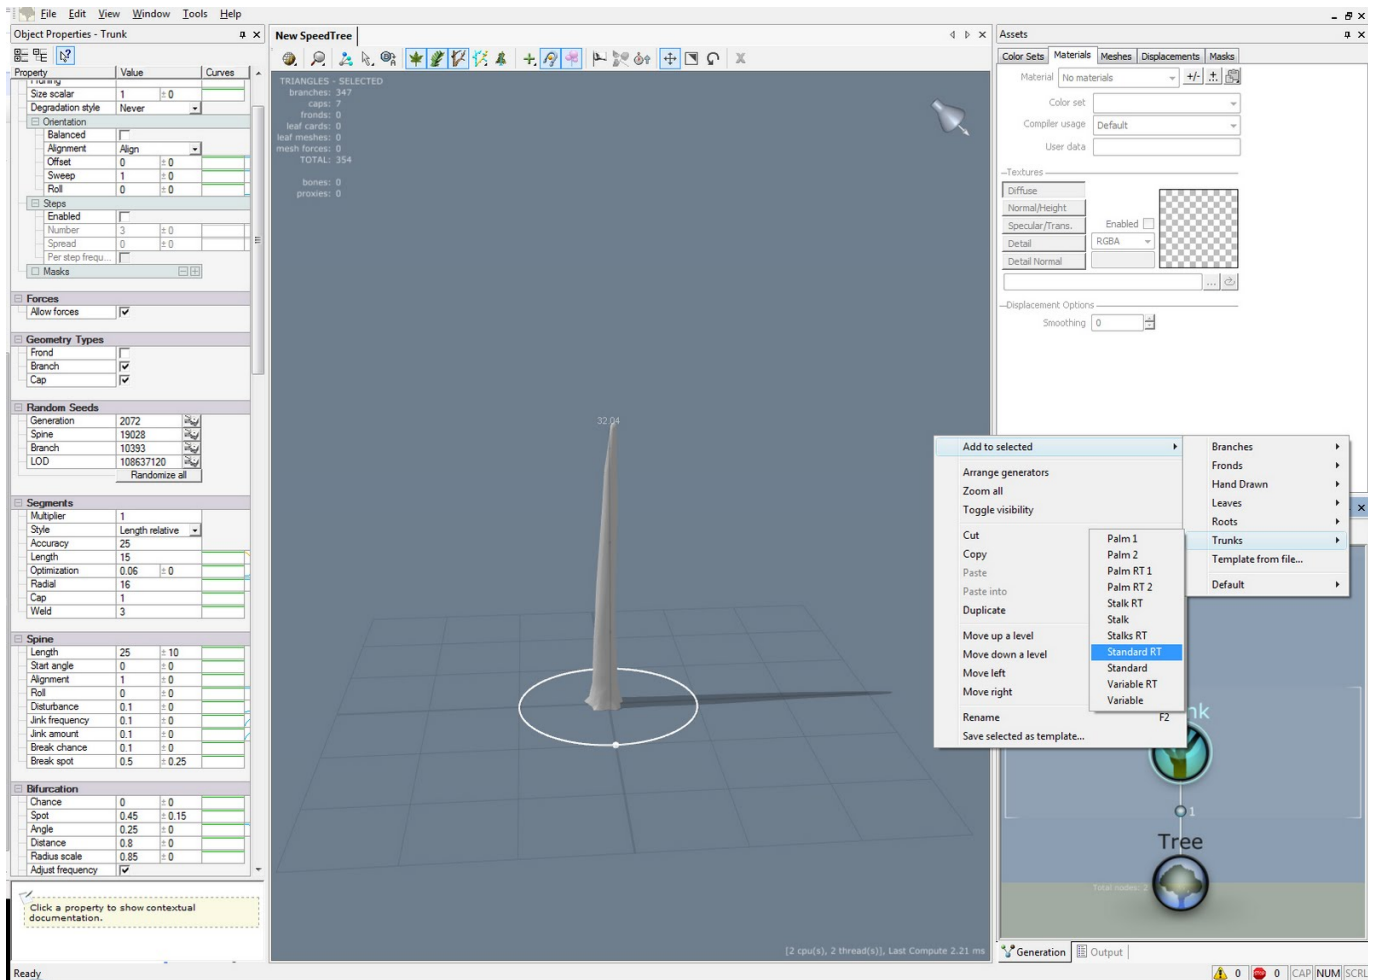 File Edit View Window Tools Help
Object Properties - Trunk
Property Value Curves
Pruning
Size scalar 1 ± 0
Degradation style Never
Orientation
Balanced
Alignment Align
Offset 0 ± 0
Sweep 1 ± 0
Roll 0 ± 0
Steps
Enabled
Number 3 ± 0
Spread 0 ± 0
Per step frequ...
Masks
Forces
Allow forces
Geometry Types
Frond
Branch
Cap
Random Seeds
Generation 2072
Spine 19028
Branch 10393
LOD 108637120
Randomize all
Segments
Multiplier 1
Style Length relative
Accuracy 25
Length 15
Optimization 0.06 ± 0
Radial 16
Cap 1
Weld 3
Spine
Length 25 ± 10
Start angle 0 ± 0
Alignment 1 ± 0
Roll 0 ± 0
Disturbance 0.1 ± 0
Jink frequency 0.1 ± 0
Jink amount 0.1 ± 0
Break chance 0.1 ± 0
Break spot 0.5 ± 0.25
Bifurcation
Chance 0 ± 0
Spot 0.45 ± 0.15
Angle 0.25 ± 0
Distance 0.8 ± 0
Radius scale 0.85 ± 0
Adjust frequency
Click a property to show contextual
documentation.
Ready
New SpeedTree
TRIANGLES - SELECTED
branches: 347
caps: 7
fronds: 0
leaf cards: 0
leaf meshes: 0
mesh forces: 0
TOTAL: 354
bones: 0
proxies: 0
32.04
[2 cpu(s), 2 thread(s)], Last Compute 2.21 ms
Assets
Color Sets Materials Meshes Displacements Masks
Material No materials +/-
Color set
Compiler usage Default
User data
Textures
Diffuse
Normal/Height
Specular/Trans. Enabled
Detail RGBA
Detail Normal
...
Displacement Options
Smoothing 0
Add to selected
Arrange generators
Zoom all
Toggle visibility
Cut
Copy
Paste
Paste into
Duplicate
Move up a level
Move down a level
Move left
Move right
Rename F2
Save selected as template...
Branches
Fronds
Hand Drawn
Leaves
Roots
Trunks
Template from file...
Default
Palm 1
Palm 2
Palm RT 1
Palm RT 2
Stalk RT
Stalk
Stalks RT
Standard RT
Standard
Variable RT
Variable
nk
1
Tree
Total nodes: 2
Generation Output
0 0 CAP NUM SCRL